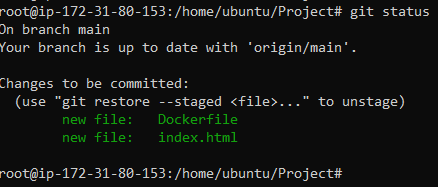 root@ip-172-31-80-153:/home/ubuntu/Project# git status
On branch main
Your branch is up to date with 'origin/main'.

Changes to be committed:
  (use "git restore --staged <file>..." to unstage)
        new file:   Dockerfile
        new file:   index.html

root@ip-172-31-80-153:/home/ubuntu/Project#